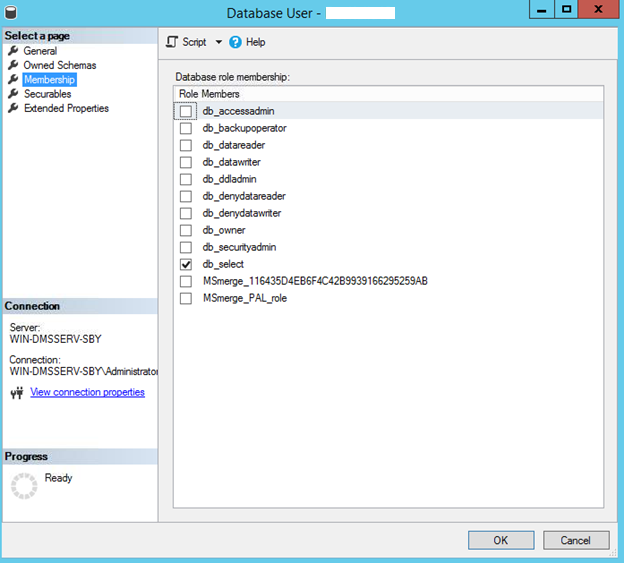 Database User -
Select a page
General
Owned Schemas
Membership
Securables
Extended Properties
Script
Help
Database role membership:
Role Members
db_accessadmin
db_backupoperator
db_datareader
db_datawriter
db_ddladmin
db_denydatareader
db_denydatawriter
db_owner
db_securityadmin
db_select
MSmerge_116435D4EB6F4C42B9939166295259AB
MSmerge_PAL_role
Connection
Server:
WIN-DMSSERV-SBY
Connection:
WIN-DMSSERV-SBY\Administrator
View connection properties
Progress
Ready
OK
Cancel